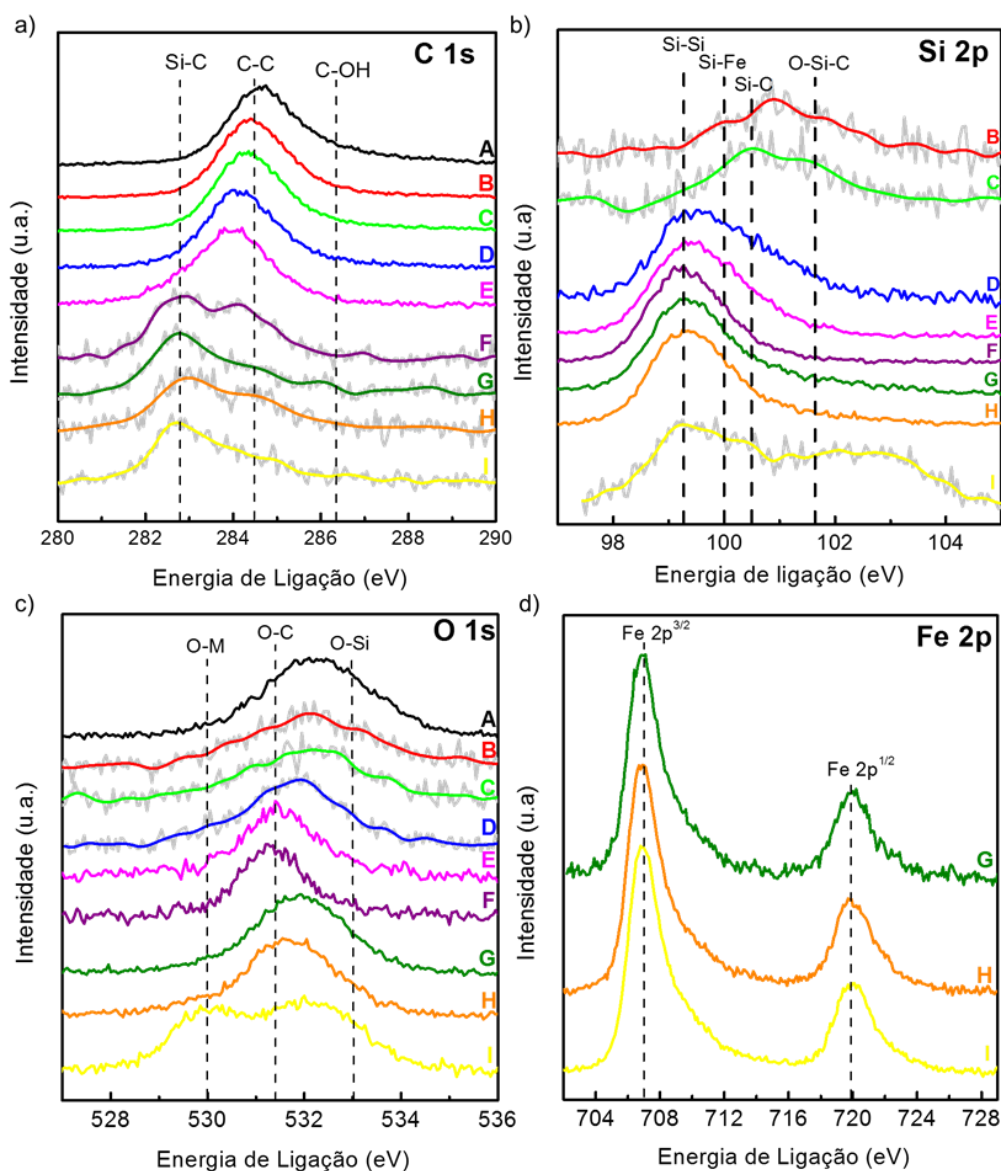 a)
C 1s
Si-C
C-C
C-OH
A
B
C
D
E
F
G
H
I
Intensidade (u.a.)
280 282 284 286 288 290
Energia de Ligação (eV)
b)
Si 2p
Si-Si
Si-Fe
Si-C
O-Si-C
B
C
D
E
F
G
H
I
Intensidade (u.a.)
98 100 102 104
Energia de ligação (eV)
c)
O 1s
O-M
O-C
O-Si
A
B
C
D
E
F
G
H
I
Intensidade (u.a.)
528 530 532 534 536
Energia de Ligação (eV)
d)
Fe 2p
Fe 2p3/2
Fe 2p1/2
G
H
I
Intensidade (u.a)
704 708 712 716 720 724 728
Energia de Ligação (eV)